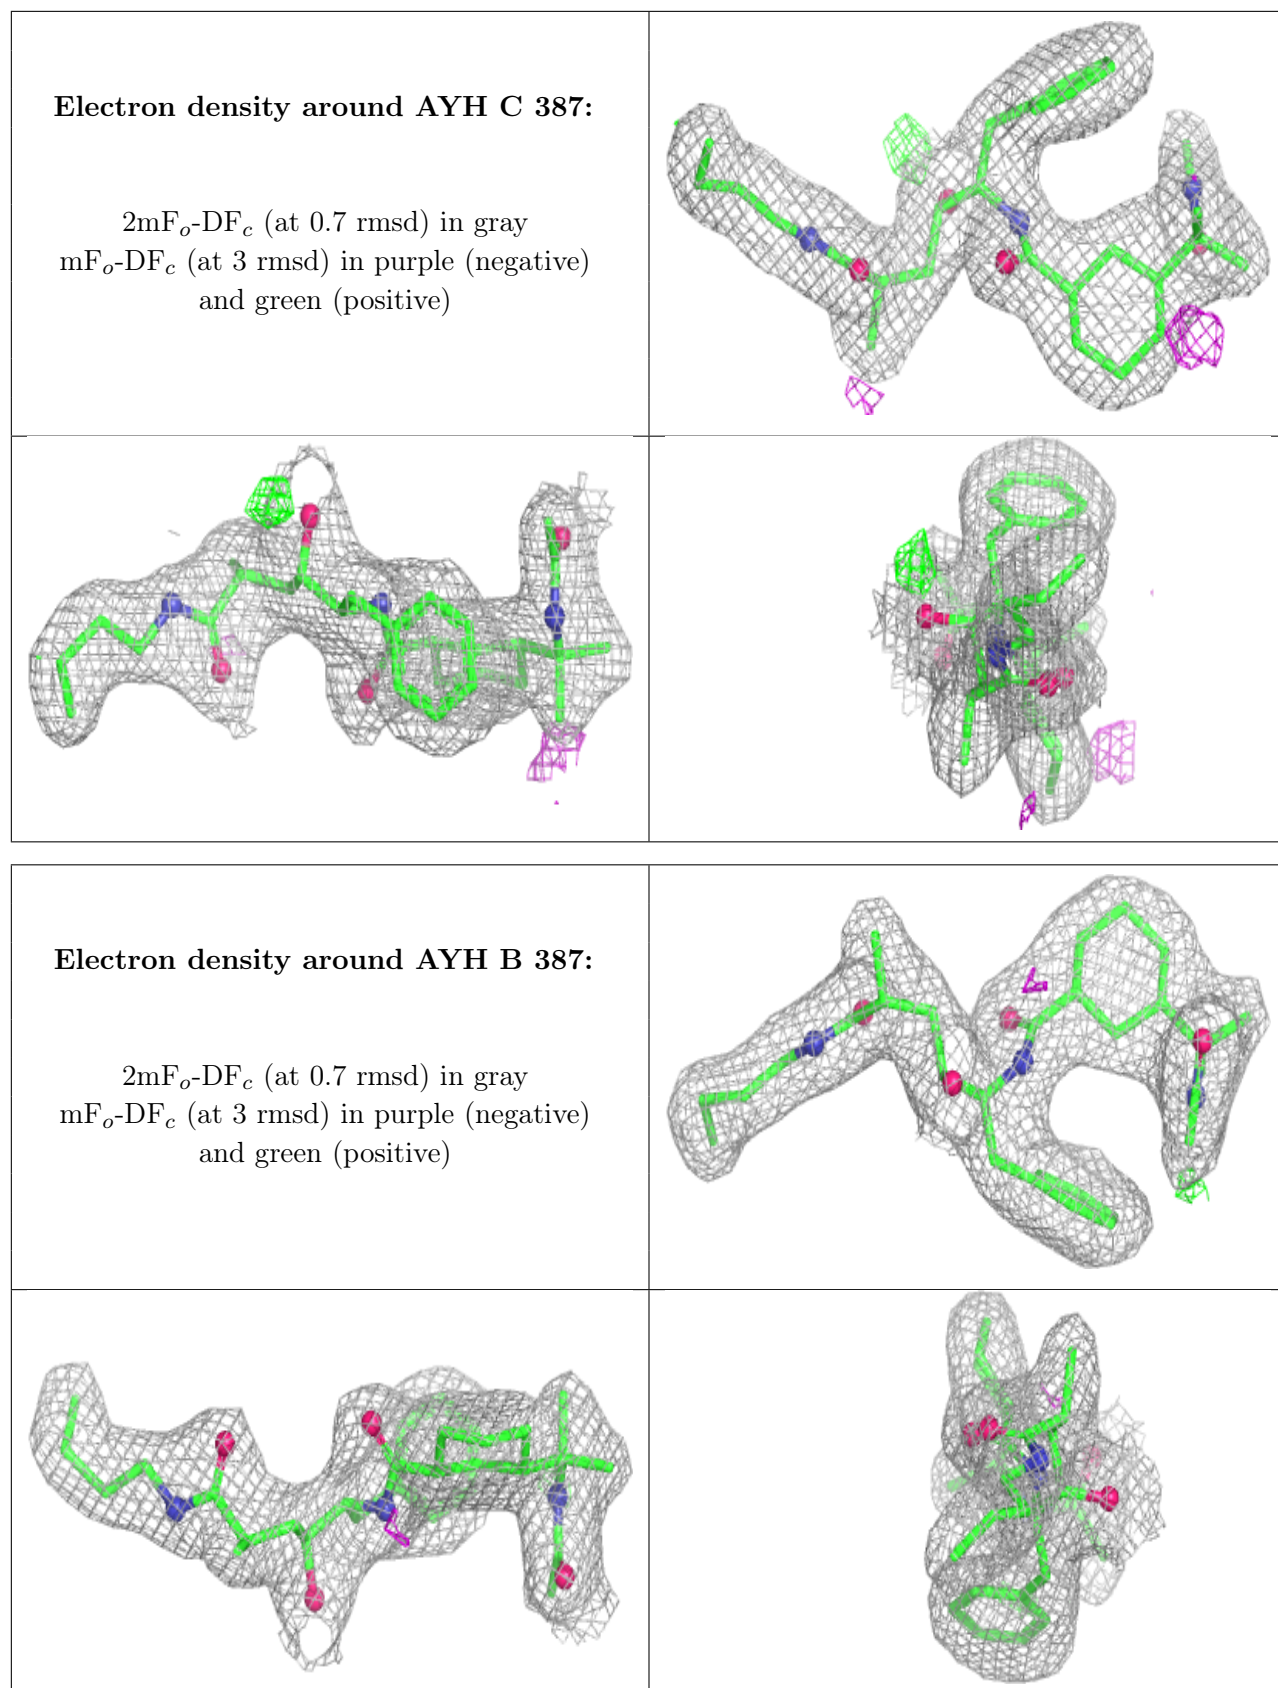 Electron density around AYH C 387:
2mFo-DFc (at 0.7 rmsd) in gray
mFo-DFc (at 3 rmsd) in purple (negative)
and green (positive)
Electron density around AYH B 387:
2mFo-DFc (at 0.7 rmsd) in gray
mFo-DFc (at 3 rmsd) in purple (negative)
and green (positive)